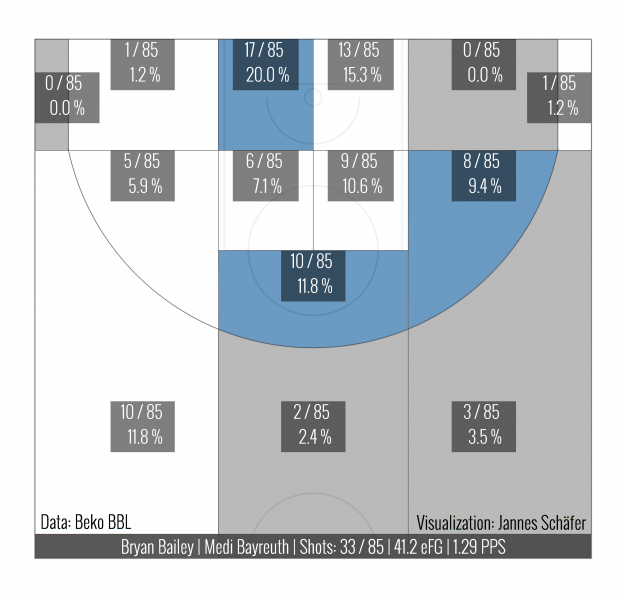 1 / 85
1.2 %
17 / 85
20.0 %
13 / 85
15.3 %
0 / 85
0.0 %
0 / 85
0.0 %
1 / 85
1.2 %
5 / 85
5.9 %
6 / 85
7.1 %
9 / 85
10.6 %
8 / 85
9.4 %
10 / 85
11.8 %
10 / 85
11.8 %
2 / 85
2.4 %
3 / 85
3.5 %
Data: Beko BBL
Visualization: Jannes Schäfer
Bryan Bailey | Medi Bayreuth | Shots: 33 / 85 | 41.2 eFG | 1.29 PPS